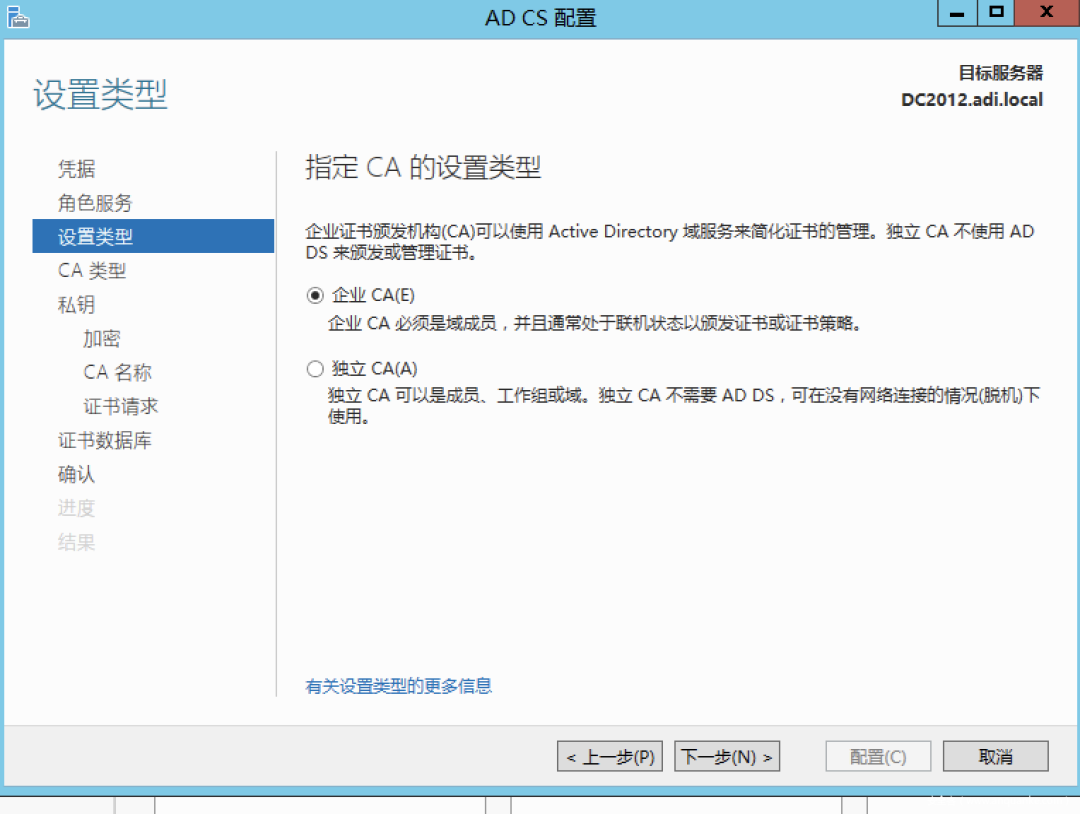 AD CS 配置
设置类型
目标服务器
DC2012.adi.local
凭据
角色服务
设置类型
CA 类型
私钥
加密
CA 名称
证书请求
证书数据库
确认
进度
结果
指定 CA 的设置类型
企业证书颁发机构(CA)可以使用 Active Directory 域服务来简化证书的管理。独立 CA 不使用 AD
DS 来颁发或管理证书。
企业 CA(E)
企业 CA 必须是域成员，并且通常处于联机状态以颁发证书或证书策略。
独立 CA(A)
独立 CA 可以是成员、工作组或域。独立 CA 不需要 AD DS，可在没有网络连接的情况(脱机)下
使用。
有关设置类型的更多信息
< 上一步(P)
下一步(N) >
配置(C)
取消